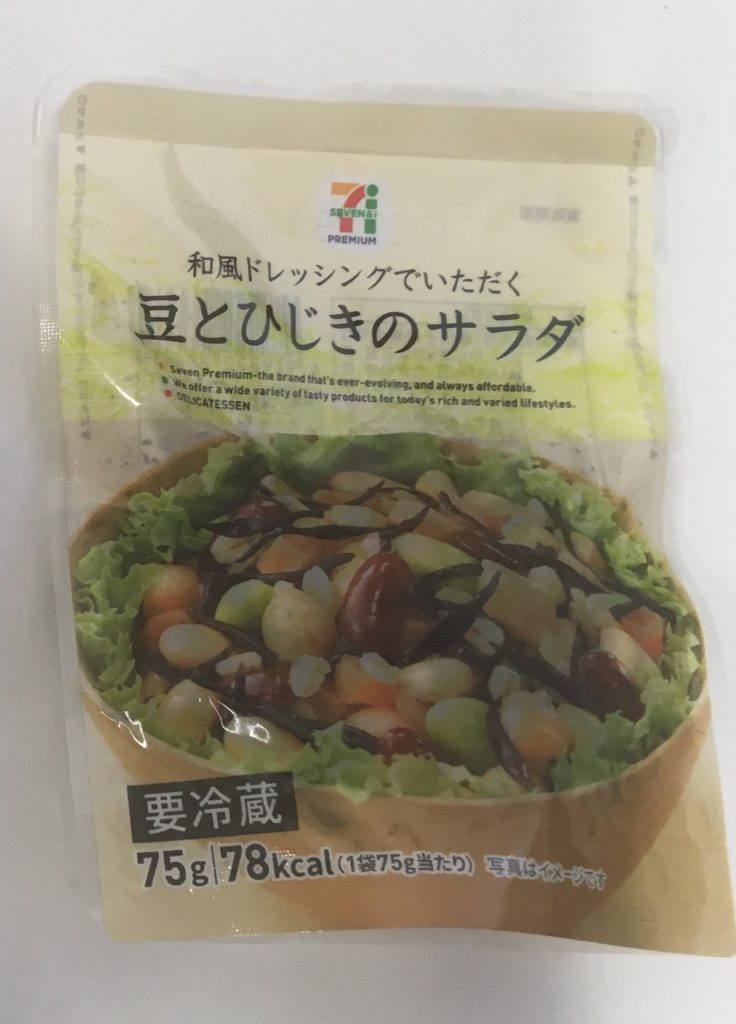 SEVEN&i
PREMIUM
和風ドレッシングでいただく
豆とひじきのサラダ
Seven Premium-the brand that's ever-evolving, and always affordable.
We offer a wide variety of tasty products for today's rich and varied lifestyles.
DELICATESSEN
要冷蔵
75g|78kcal(1袋75g当たり) 写真はイメージです